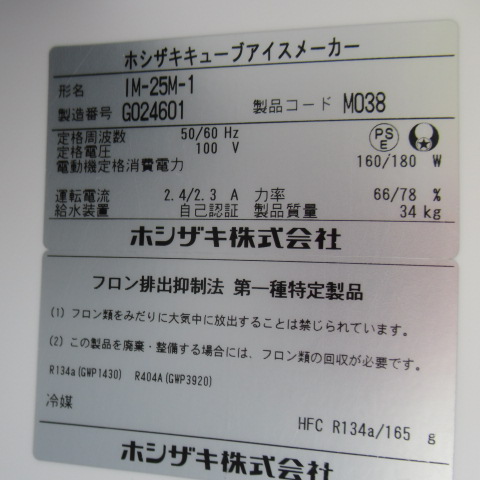 ホシザキキューブアイスメーカー
形名 IM-25M-1
製造番号 G024601 製品コード M038
定格周波数 50/60 Hz
定格電圧 100 V
PS E
電動機定格消費電力 160/180 W
運転電流 2.4/2.3 A 力率 66/78 %
給水装置 自己認証 製品質量 34 kg
ホシザキ株式会社
フロン排出抑制法 第一種特定製品
(1) フロン類をみだりに大気中に放出することは禁じられています。
(2) この製品を廃棄・整備する場合には、フロン類の回収が必要です。
R134a(GWP1430) R404A(GWP3920)
冷媒 HFC R134a/165 g
ホシザキ株式会社